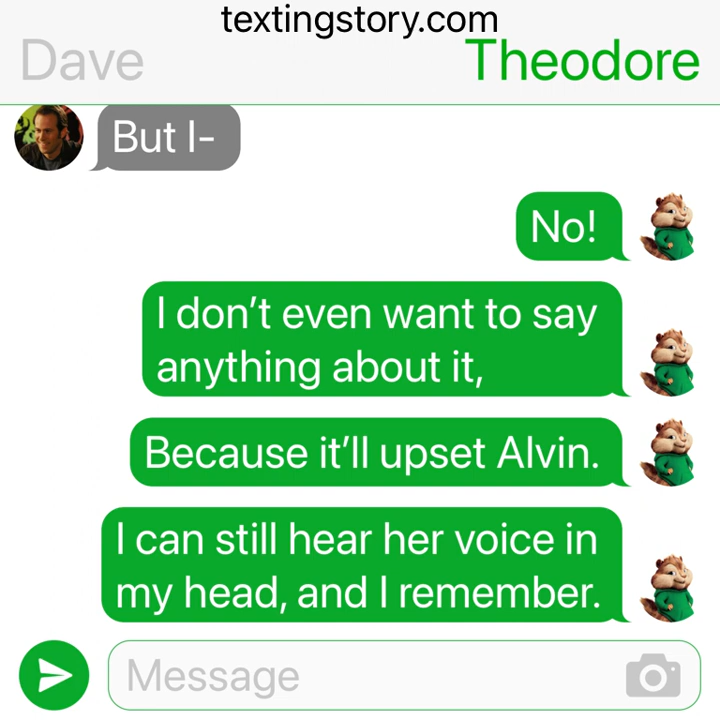 textingstory.com
Dave
Theodore
But I-
No!
I don’t even want to say
anything about it,
Because it’ll upset Alvin.
I can still hear her voice in
my head, and I remember.
Message